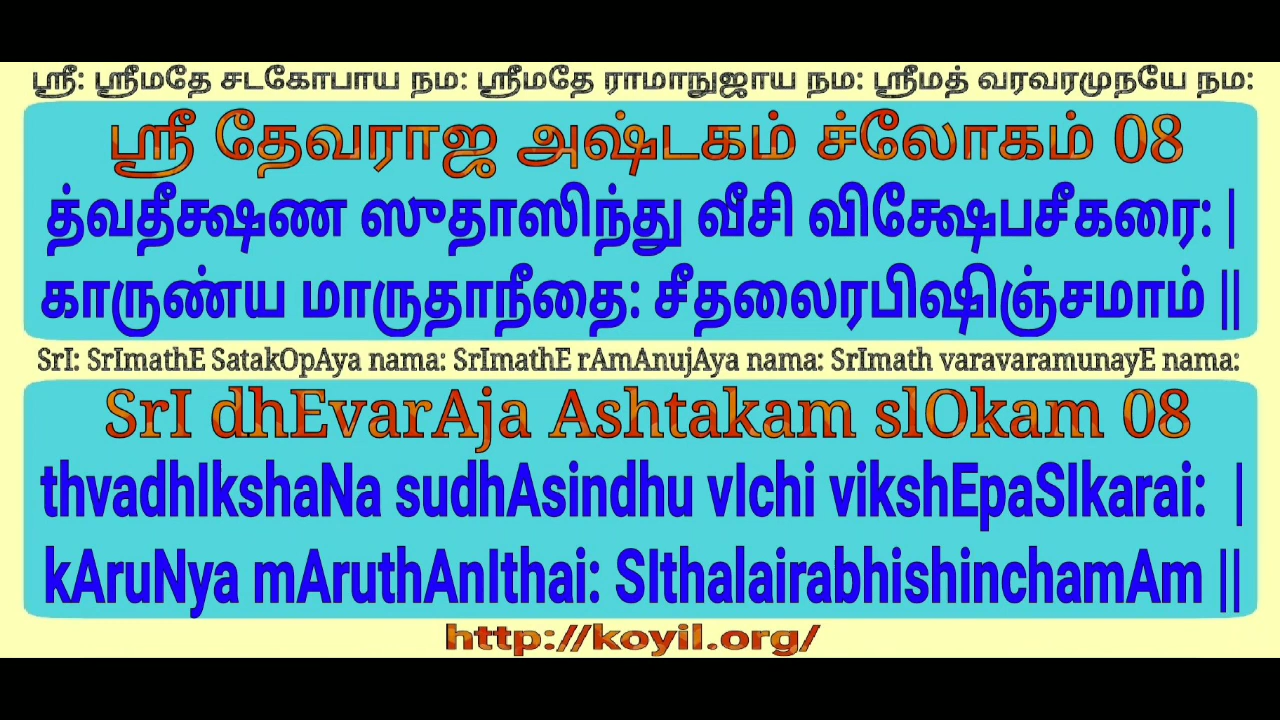 ஸ்ரீ: ஸ்ரீமதே சடகோபாய நம: ஸ்ரீமதே ராமாநுஜாய நம: ஸ்ரீமத் வரவரமுநயே நம:
ஸ்ரீ தேவராஜ அஷ்டகம் ச்லோகம் 08
த்வதீக்ஷண ஸுதாஸிந்து வீசி விக்ஷேபசீகரை: |
காருண்ய மாருதாநீதை: சீதலைரபிஷிஞ்சமாம் ||
SrI: SrImathE SatakOpAya nama: SrImathE rAmAnujAya nama: SrImath varavaramunayE nama:
SrI dhEvarAja Ashtakam slOkam 08
thvadhIkshaNa sudhAsindhu vIchi vikshEpaSIkarai: |
kAruNya mAruthAnIthai: SIthalairabhishinchamAm ||
http://koyil.org/